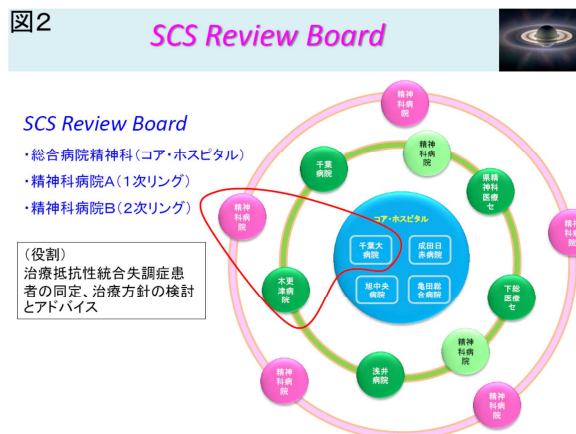 図2
SCS Review Board
SCS Review Board
・総合病院精神科（コア・ホスピタル）
・精神科病院A（1次リング）
・精神科病院B（2次リング）
（役割）
治療抵抗性統合失調症患
者の同定、治療方針の検討
とアドバイス
精神
科病
院
精神
科病
院
千葉
病院
県精
神科
医療セ
コア・ホスピタル
精神
科病
院
千葉大
病院
成田日
赤病院
精神
科病
院
木更
津病
院
旭中央
病院
亀田総
合病院
下総
医療セ
精神
科病
院
浅井
病院
精神
科病
院
精神
科病
院